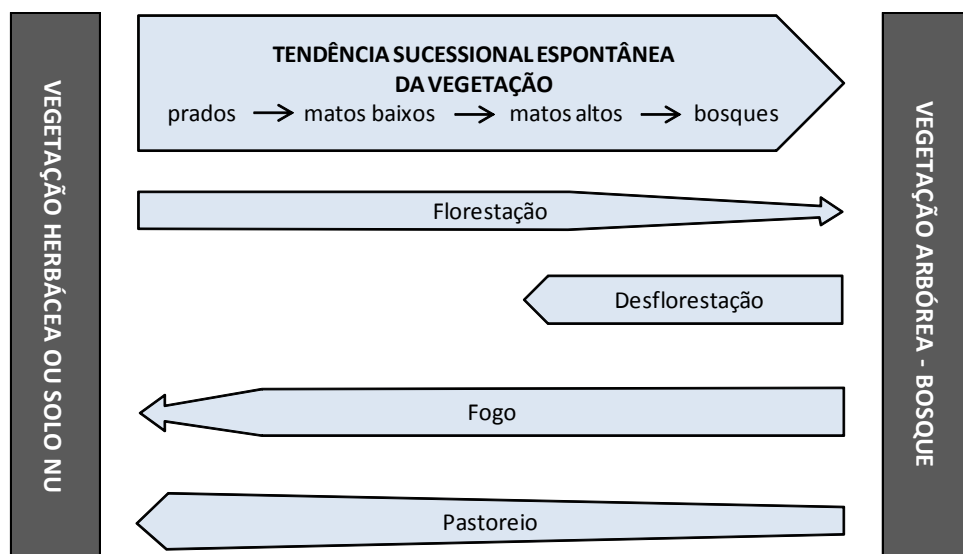 VEGETAÇÃO HERBÁCEA OU SOLO NU
TENDÊNCIA SUCESSIONAL ESPONTÂNEA
DA VEGETAÇÃO
prados matos baixos matos altos bosques
Florestação
Desflorestação
Fogo
Pastoreio
VEGETAÇÃO ARBÓREA - BOSQUE